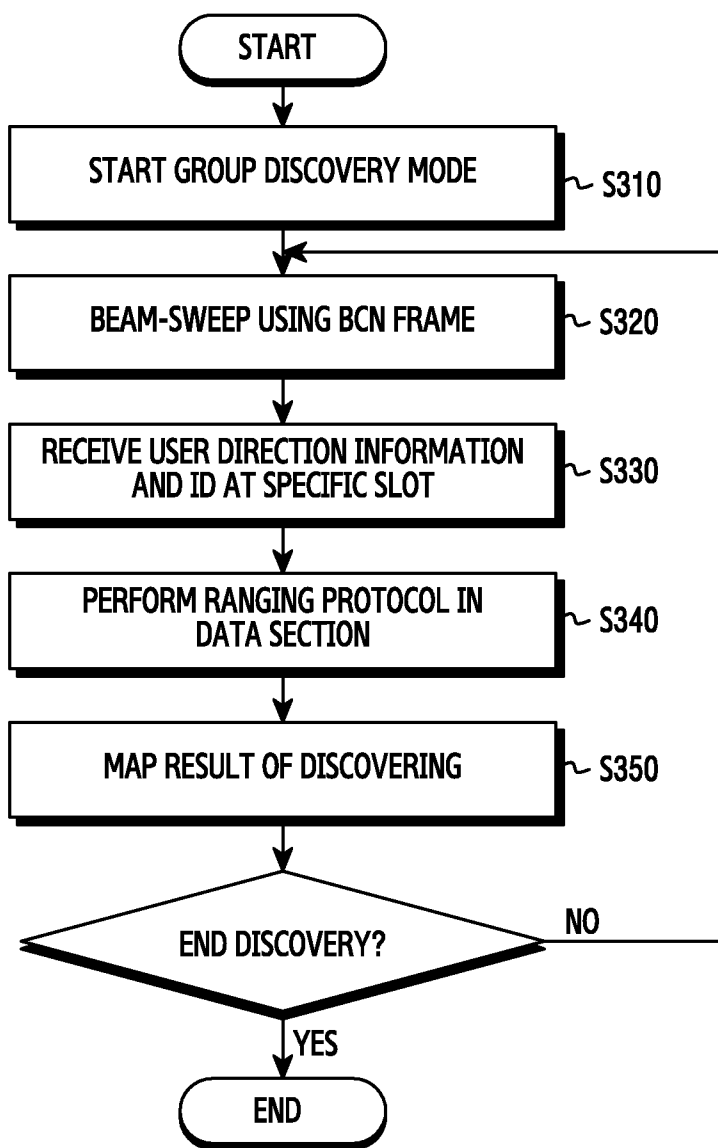 START
START GROUP DISCOVERY MODE
S310
BEAM-SWEEP USING BCN FRAME
S320
RECEIVE USER DIRECTION INFORMATION
AND ID AT SPECIFIC SLOT
S330
PERFORM RANGING PROTOCOL IN
DATA SECTION
S340
MAP RESULT OF DISCOVERING
S350
END DISCOVERY?
NO
YES
END